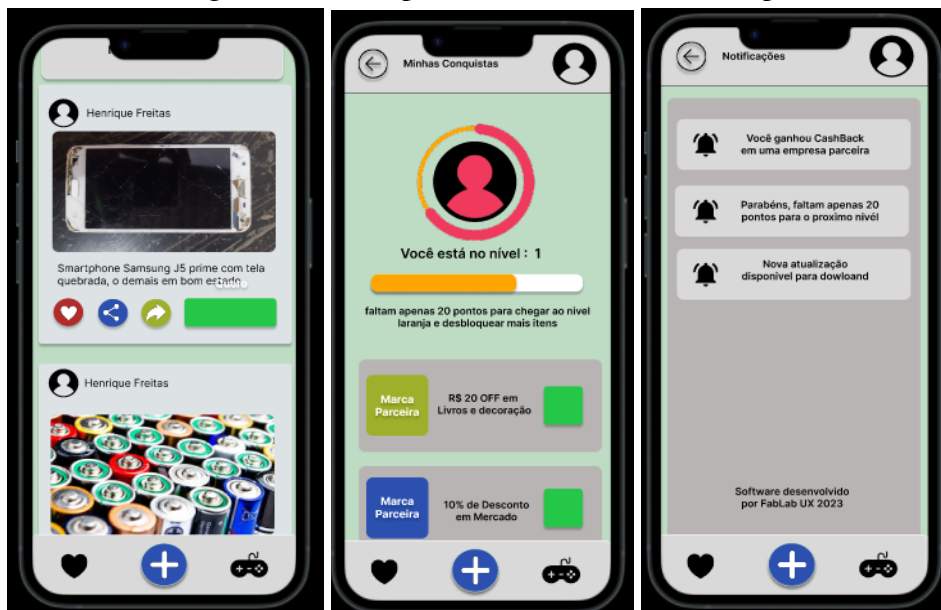 Henrique Freitas
Smartphone Samsung J5 prime com tela
quebrada, o demais em bom estado
Henrique Freitas
Minhas Conquistas
Você está no nível : 1
faltam apenas 20 pontos para chegar ao nivel
laranja e desbloquear mais itens
Marca
Parceira
R$ 20 OFF em
Livros e decoração
Marca
Parceira
10% de Desconto
em Mercado
Notificações
Você ganhou CashBack
em uma empresa parceira
Parabéns, faltam apenas 20
pontos para o proximo nivél
Nova atualização
disponivel para dowloand
Software desenvolvido
por FabLab UX 2023